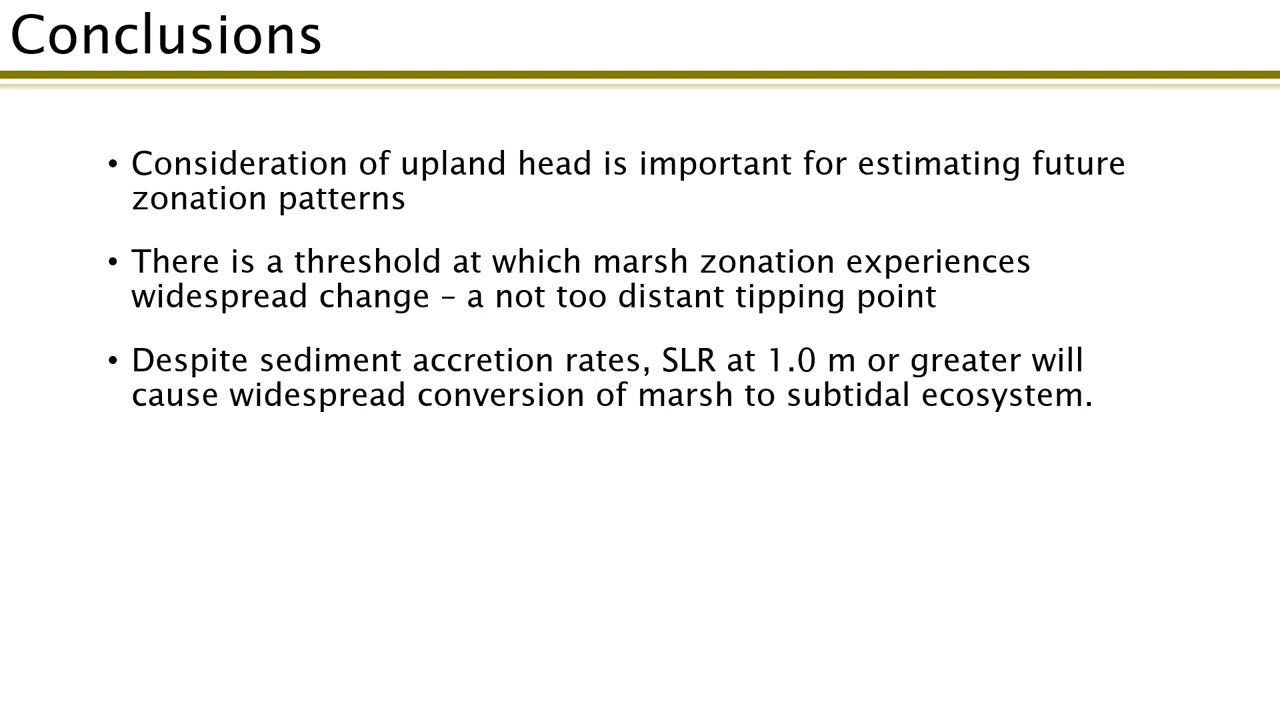 Conclusions
• Consideration of upland head is important for estimating future
zonation patterns
• There is a threshold at which marsh zonation experiences
widespread change – a not too distant tipping point
• Despite sediment accretion rates, SLR at 1.0 m or greater will
cause widespread conversion of marsh to subtidal ecosystem.